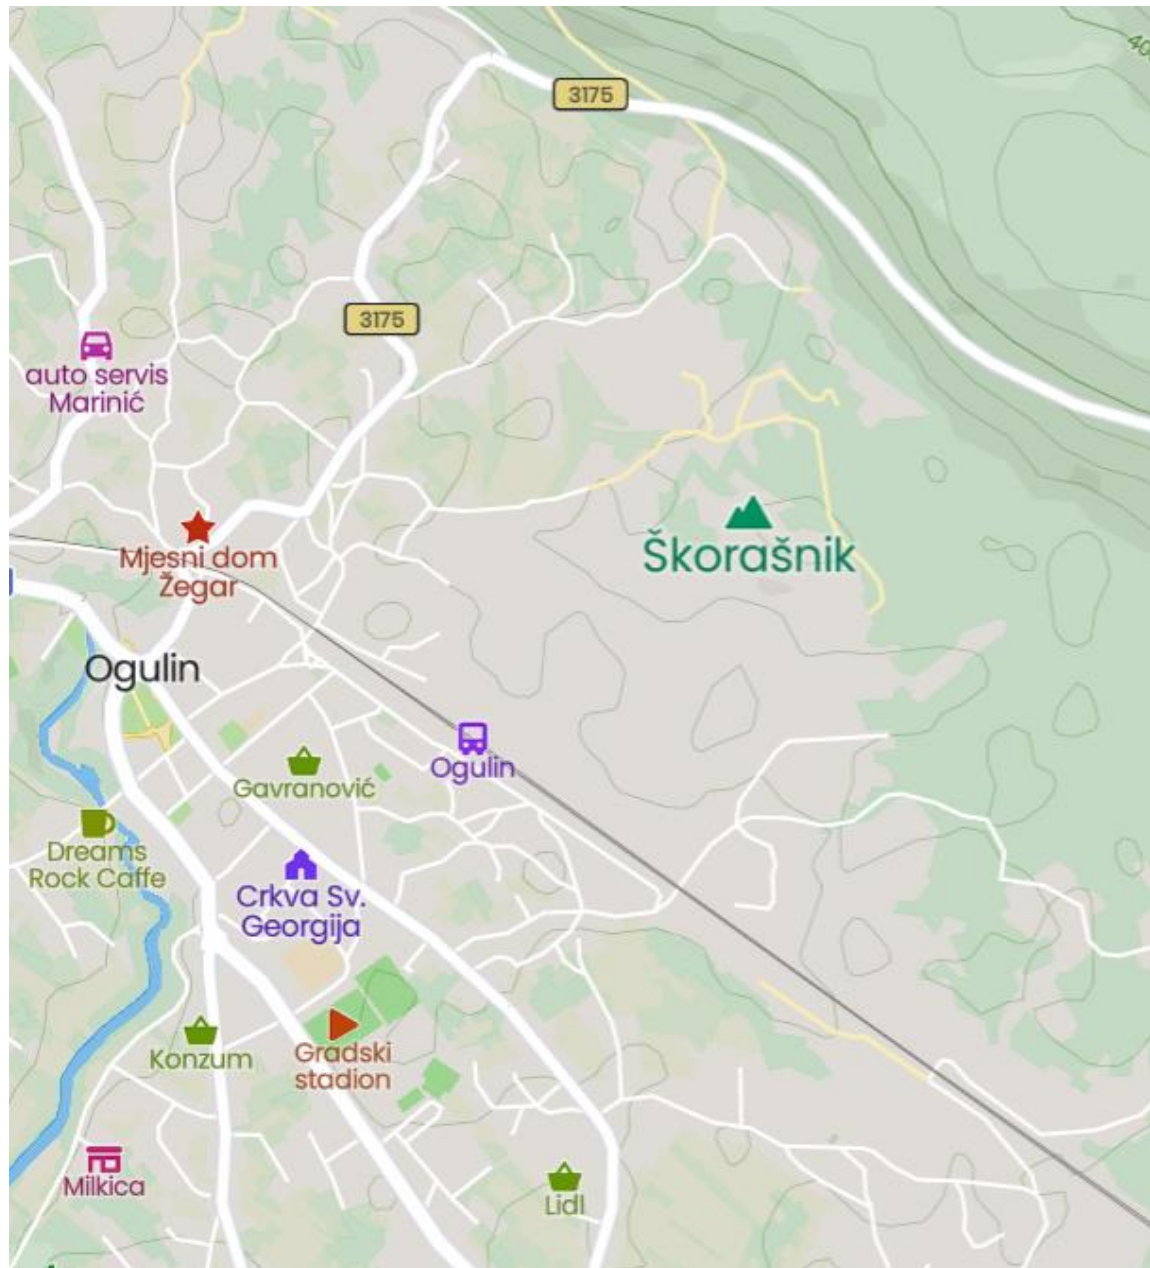 40
3175
3175
auto servis
Marinić
Mjesni dom
Žegar
Škorašnik
Ogulin
Ogulin
Gavranović
Dreams
Rock Caffe
Crkva Sv.
Georgija
Konzum
Gradski
stadion
Milkica
Lidl